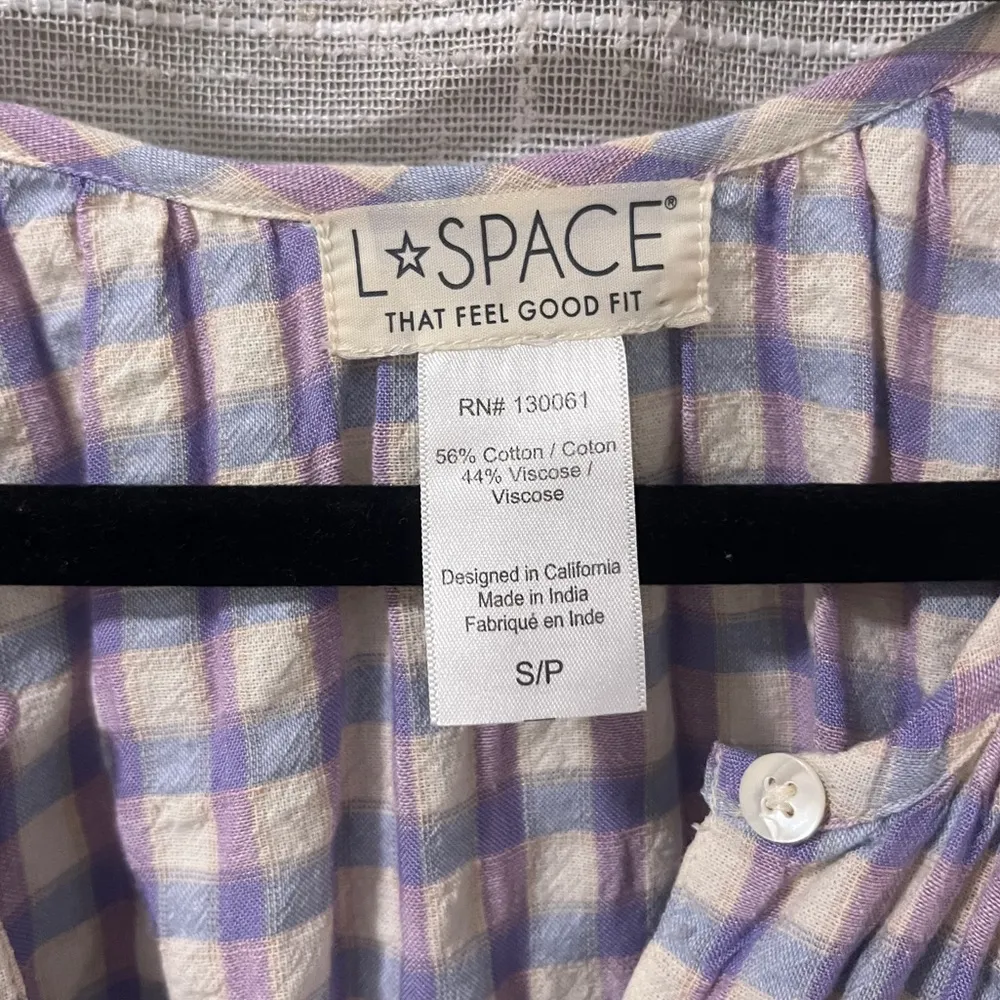 L☆SPACE®
THAT FEEL GOOD FIT
RN# 130061
56% Cotton / Coton
44% Viscose /
Viscose
Designed in California
Made in India
Fabriqué en Inde
S/P